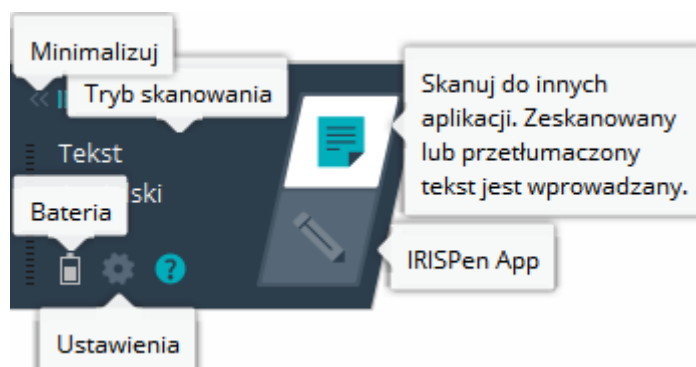 Minimalizuj
Tryb skanowania
Skanuj do innych
aplikacji. Zeskanowany
lub przetłumaczony
tekst jest wprowadzany.
Tekst
ski
Bateria
IRISPen App
?
Ustawienia